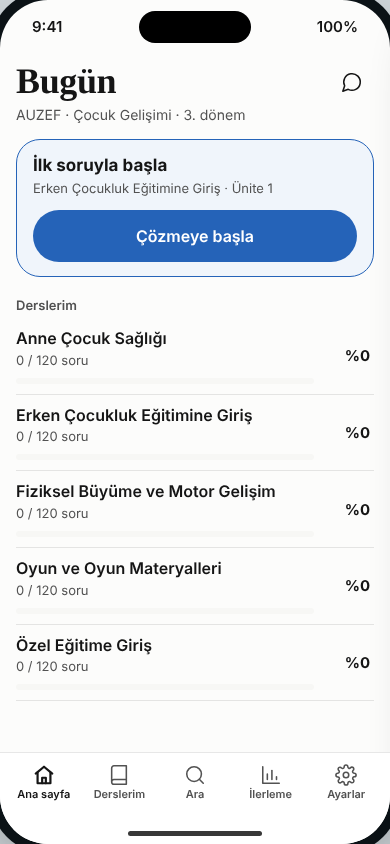 9:41
100%
Bugün
AUZEF · Çocuk Gelişimi · 3. dönem
İlk soruyla başla
Erken Çocukluk Eğitimine Giriş · Ünite 1
Çözmeye başla
Derslerim
Anne Çocuk Sağlığı
0 / 120 soru
%0
Erken Çocukluk Eğitimine Giriş
0 / 120 soru
%0
Fiziksel Büyüme ve Motor Gelişim
0 / 120 soru
%0
Oyun ve Oyun Materyalleri
0 / 120 soru
%0
Özel Eğitime Giriş
0 / 120 soru
%0
Ana sayfa
Derslerim
Ara
İlerleme
Ayarlar